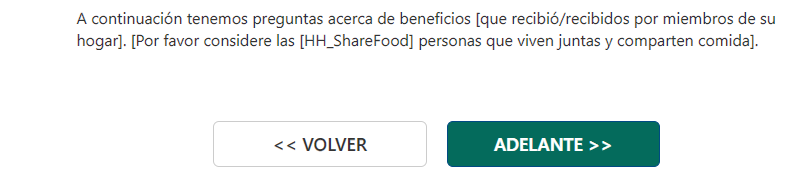 A continuación tenemos preguntas acerca de beneficios [que recibió/recibidos por miembros de su
hogar]. [Por favor considere las [HH_ShareFood] personas que viven juntas y comparten comida].
<< VOLVER
ADELANTE >>